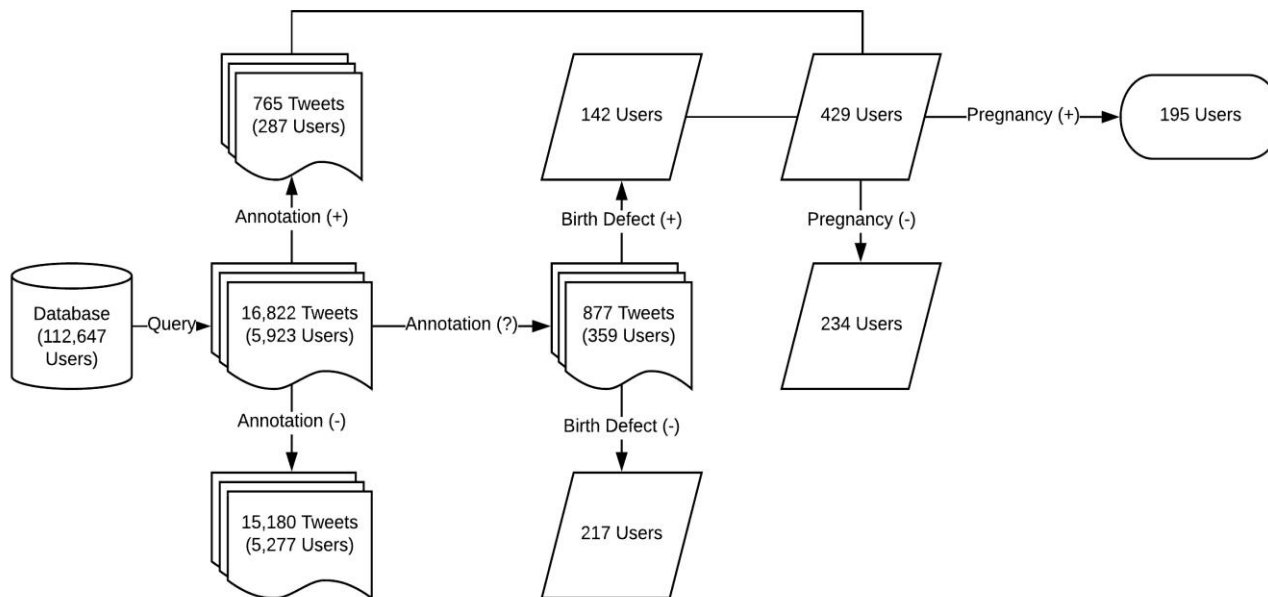 765 Tweets
(287 Users)
142 Users
429 Users
Pregnancy (+)
195 Users
Annotation (+)
Birth Defect (+)
Pregnancy (-)
Database
(112,647
Users)
Query
16,822 Tweets
(5,923 Users)
Annotation (?)
877 Tweets
(359 Users)
234 Users
Annotation (-)
Birth Defect (-)
15,180 Tweets
(5,277 Users)
217 Users